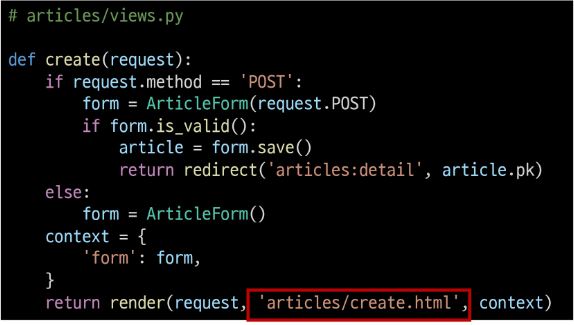 # articles/views.py
def create(request):
    if request.method == 'POST':
        form = ArticleForm(request.POST)
        if form.is_valid():
            article = form.save()
            return redirect('articles:detail', article.pk)
    else:
        form = ArticleForm()
    context = {
        'form': form,
    }
    return render(request, 'articles/create.html', context)